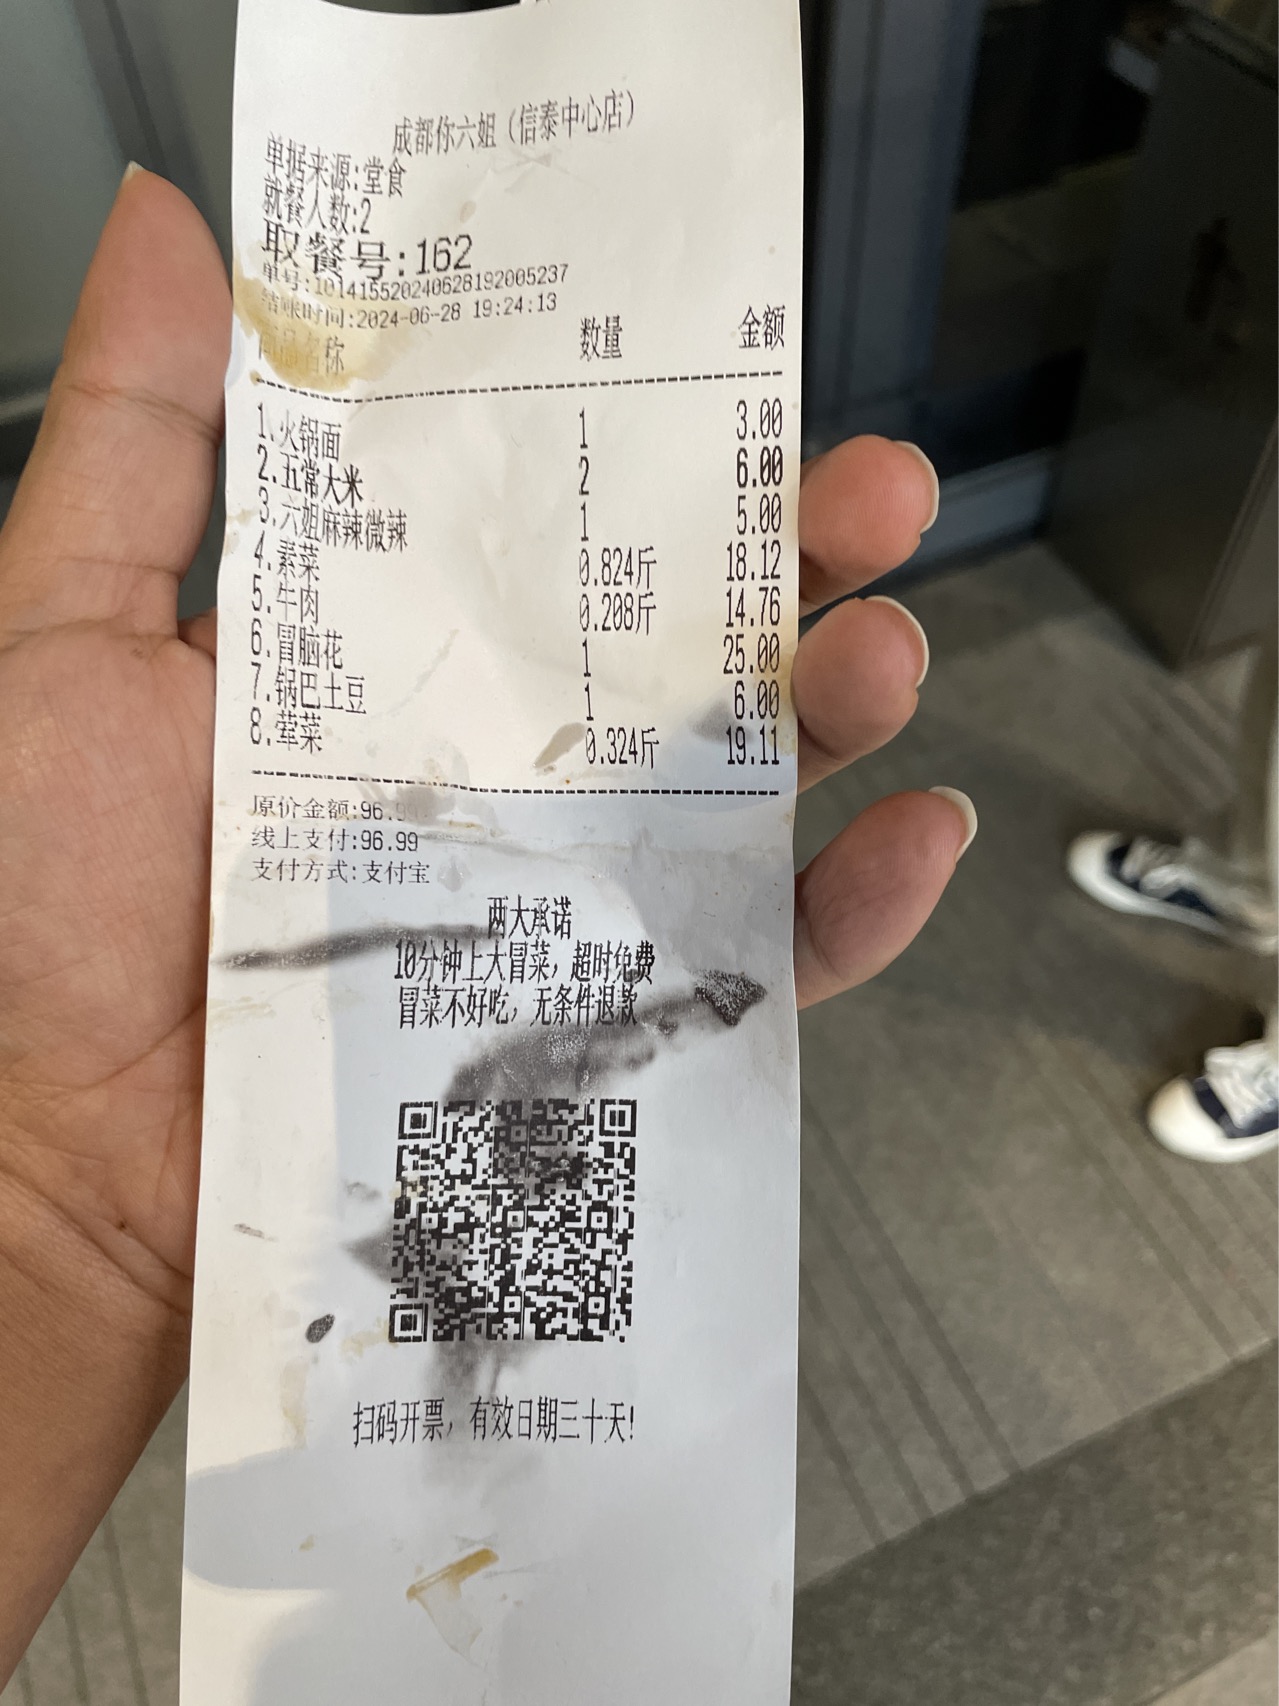 成都你六姐（信泰中心店）
单据来源:堂食
就餐人数:2
取餐号:162
单号:101415520240628192005237
结账时间:2024-06-28 19:24:13
商品名称 数量 金额
1.火锅面 1 3.00
2.五常大米 2 6.00
3.六姐麻辣微辣 1 5.00
4.素菜 0.824斤 18.12
5.牛肉 0.208斤 14.76
6.冒脑花 1 25.00
7.锅巴土豆 1 6.00
8.荤菜 0.324斤 19.11
原价金额:96.99
线上支付:96.99
支付方式:支付宝
两大承诺
10分钟上大冒菜，超时免费
冒菜不好吃，无条件退款
扫码开票，有效日期三十天!